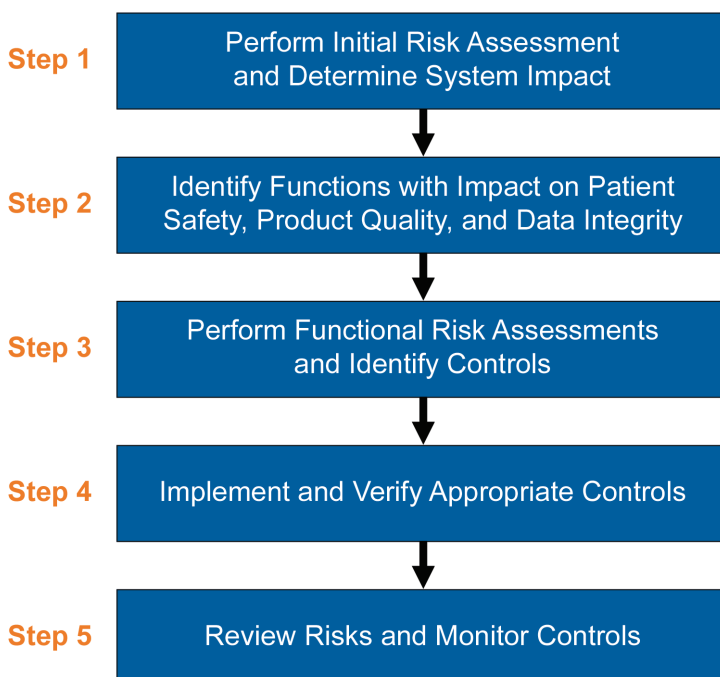 Step 1
Perform Initial Risk Assessment
and Determine System Impact
Step 2
Identify Functions with Impact on Patient
Safety, Product Quality, and Data Integrity
Step 3
Perform Functional Risk Assessments
and Identify Controls
Step 4
Implement and Verify Appropriate Controls
Step 5
Review Risks and Monitor Controls